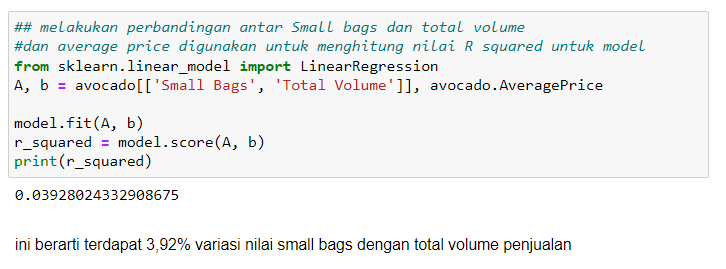 ## melakukan perbandingan antar Small bags dan total volume
#dan average price digunakan untuk menghitung nilai R squared untuk model
from sklearn.linear_model import LinearRegression
A, b = avocado[['Small Bags', 'Total Volume']], avocado.AveragePrice
model.fit(A, b)
r_squared = model.score(A, b)
print(r_squared)
0.03928024332908675
ini berarti terdapat 3,92% variasi nilai small bags dengan total volume penjualan